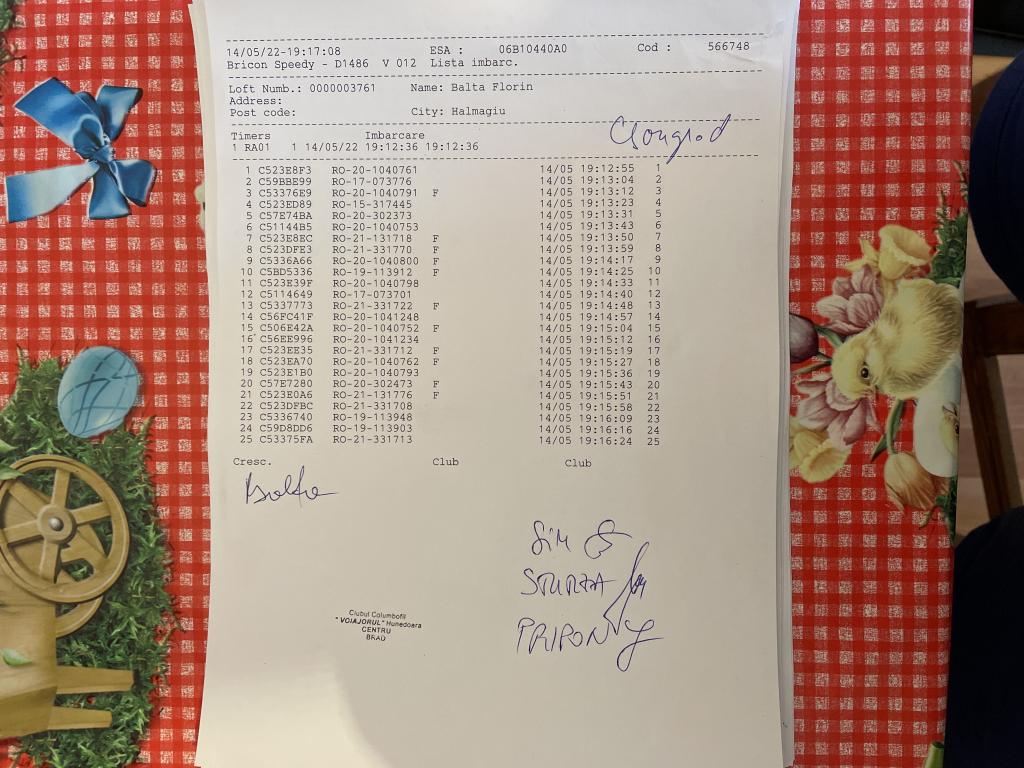 14/05/22-19:17:08 ESA : 06B10440A0 Cod : 566748
Bricon Speedy - D1486 V 012 Lista imbarc.
Loft Numb.: 0000003761 Name: Balta Florin
Address:
Post code: City: Halmagiu
Csongrod
Timers Imbarcare
1 RA01 1 14/05/22 19:12:36 19:12:36
1 C523E8F3 RO-20-1040761 14/05 19:12:55 1
2 C59BBE99 RO-17-073776 14/05 19:13:04 2
3 C53376E9 RO-20-1040791 F 14/05 19:13:12 3
4 C523ED89 RO-15-317445 14/05 19:13:23 4
5 C57E74BA RO-20-302373 14/05 19:13:31 5
6 C51144B5 RO-20-1040753 14/05 19:13:43 6
7 C523E8EC RO-21-131718 F 14/05 19:13:50 7
8 C523DFE3 RO-21-331770 F 14/05 19:13:59 8
9 C5336A66 RO-20-1040800 F 14/05 19:14:17 9
10 C5BD5336 RO-19-113912 F 14/05 19:14:25 10
11 C523E39F RO-20-1040798 14/05 19:14:33 11
12 C5114649 RO-17-073701 14/05 19:14:40 12
13 C5337773 RO-21-331722 F 14/05 19:14:48 13
14 C56FC41F RO-20-1041248 14/05 19:14:57 14
15 C506E42A RO-20-1040752 F 14/05 19:15:04 15
16 C56EE996 RO-20-1041234 14/05 19:15:12 16
17 C523EE35 RO-21-331712 F 14/05 19:15:19 17
18 C523EA70 RO-20-1040762 F 14/05 19:15:27 18
19 C523E1B0 RO-20-1040793 14/05 19:15:36 19
20 C57E7280 RO-20-302473 F 14/05 19:15:43 20
21 C523E0A6 RO-21-131776 F 14/05 19:15:51 21
22 C523DFBC RO-21-331708 14/05 19:15:58 22
23 C5336740 RO-19-113948 14/05 19:16:09 23
24 C59D8DD6 RO-19-113903 14/05 19:16:16 24
25 C53375FA RO-21-331713 14/05 19:16:24 25
Cresc. Club Club
Balta
Sim
STURZA
PRIPON
Clubul Columbofil
"VOIAJORUL" Hunedoara
CENTRU
BRAD